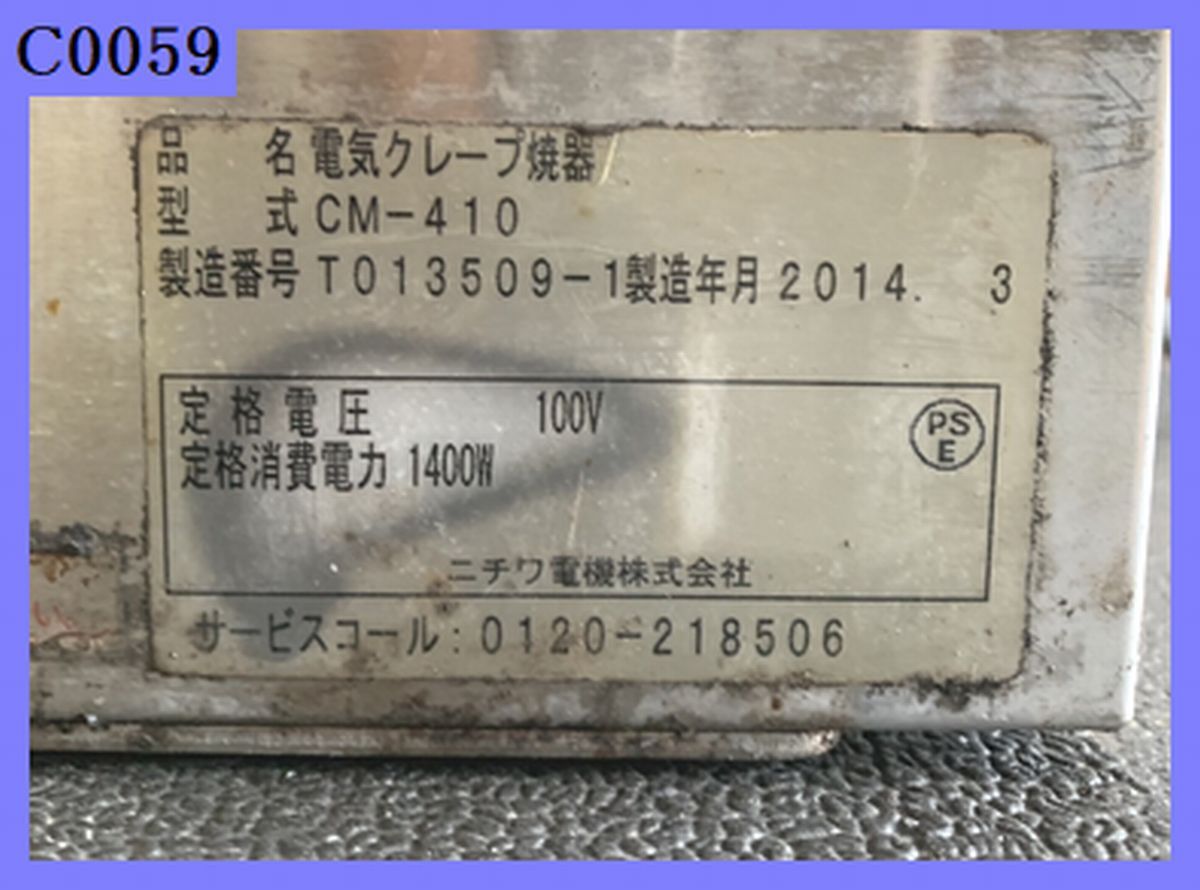 C0059
品 名 電気クレープ焼器
型 式 CM-410
製造番号 T013509-1 製造年月 2014. 3
定格電圧 100V
PS
E
定格消費電力 1400W
ニチワ電機株式会社
サービスコール:0120-218506